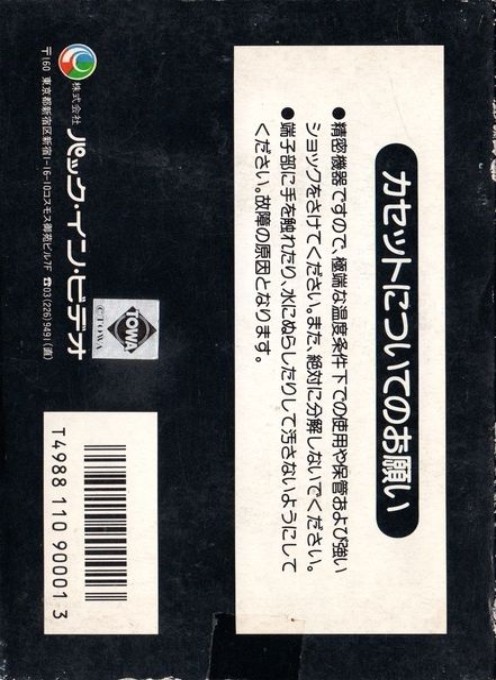 カセットについてのお願い
●精密機器ですので、極端な温度条件下での使用や保管および強い
ショックをさけてください。また、絶対に分解しないでください。
●端子部に手を触れたり、水にぬらしたりして汚さないようにして
ください。故障の原因となります。
TOWA
©TOWA
株式会社 パック・イン・ビデオ
〒160 東京都新宿区新宿1-16-10コスモス御苑ビル7F ☎03(226)9491(直)
T4988 110 90001 3